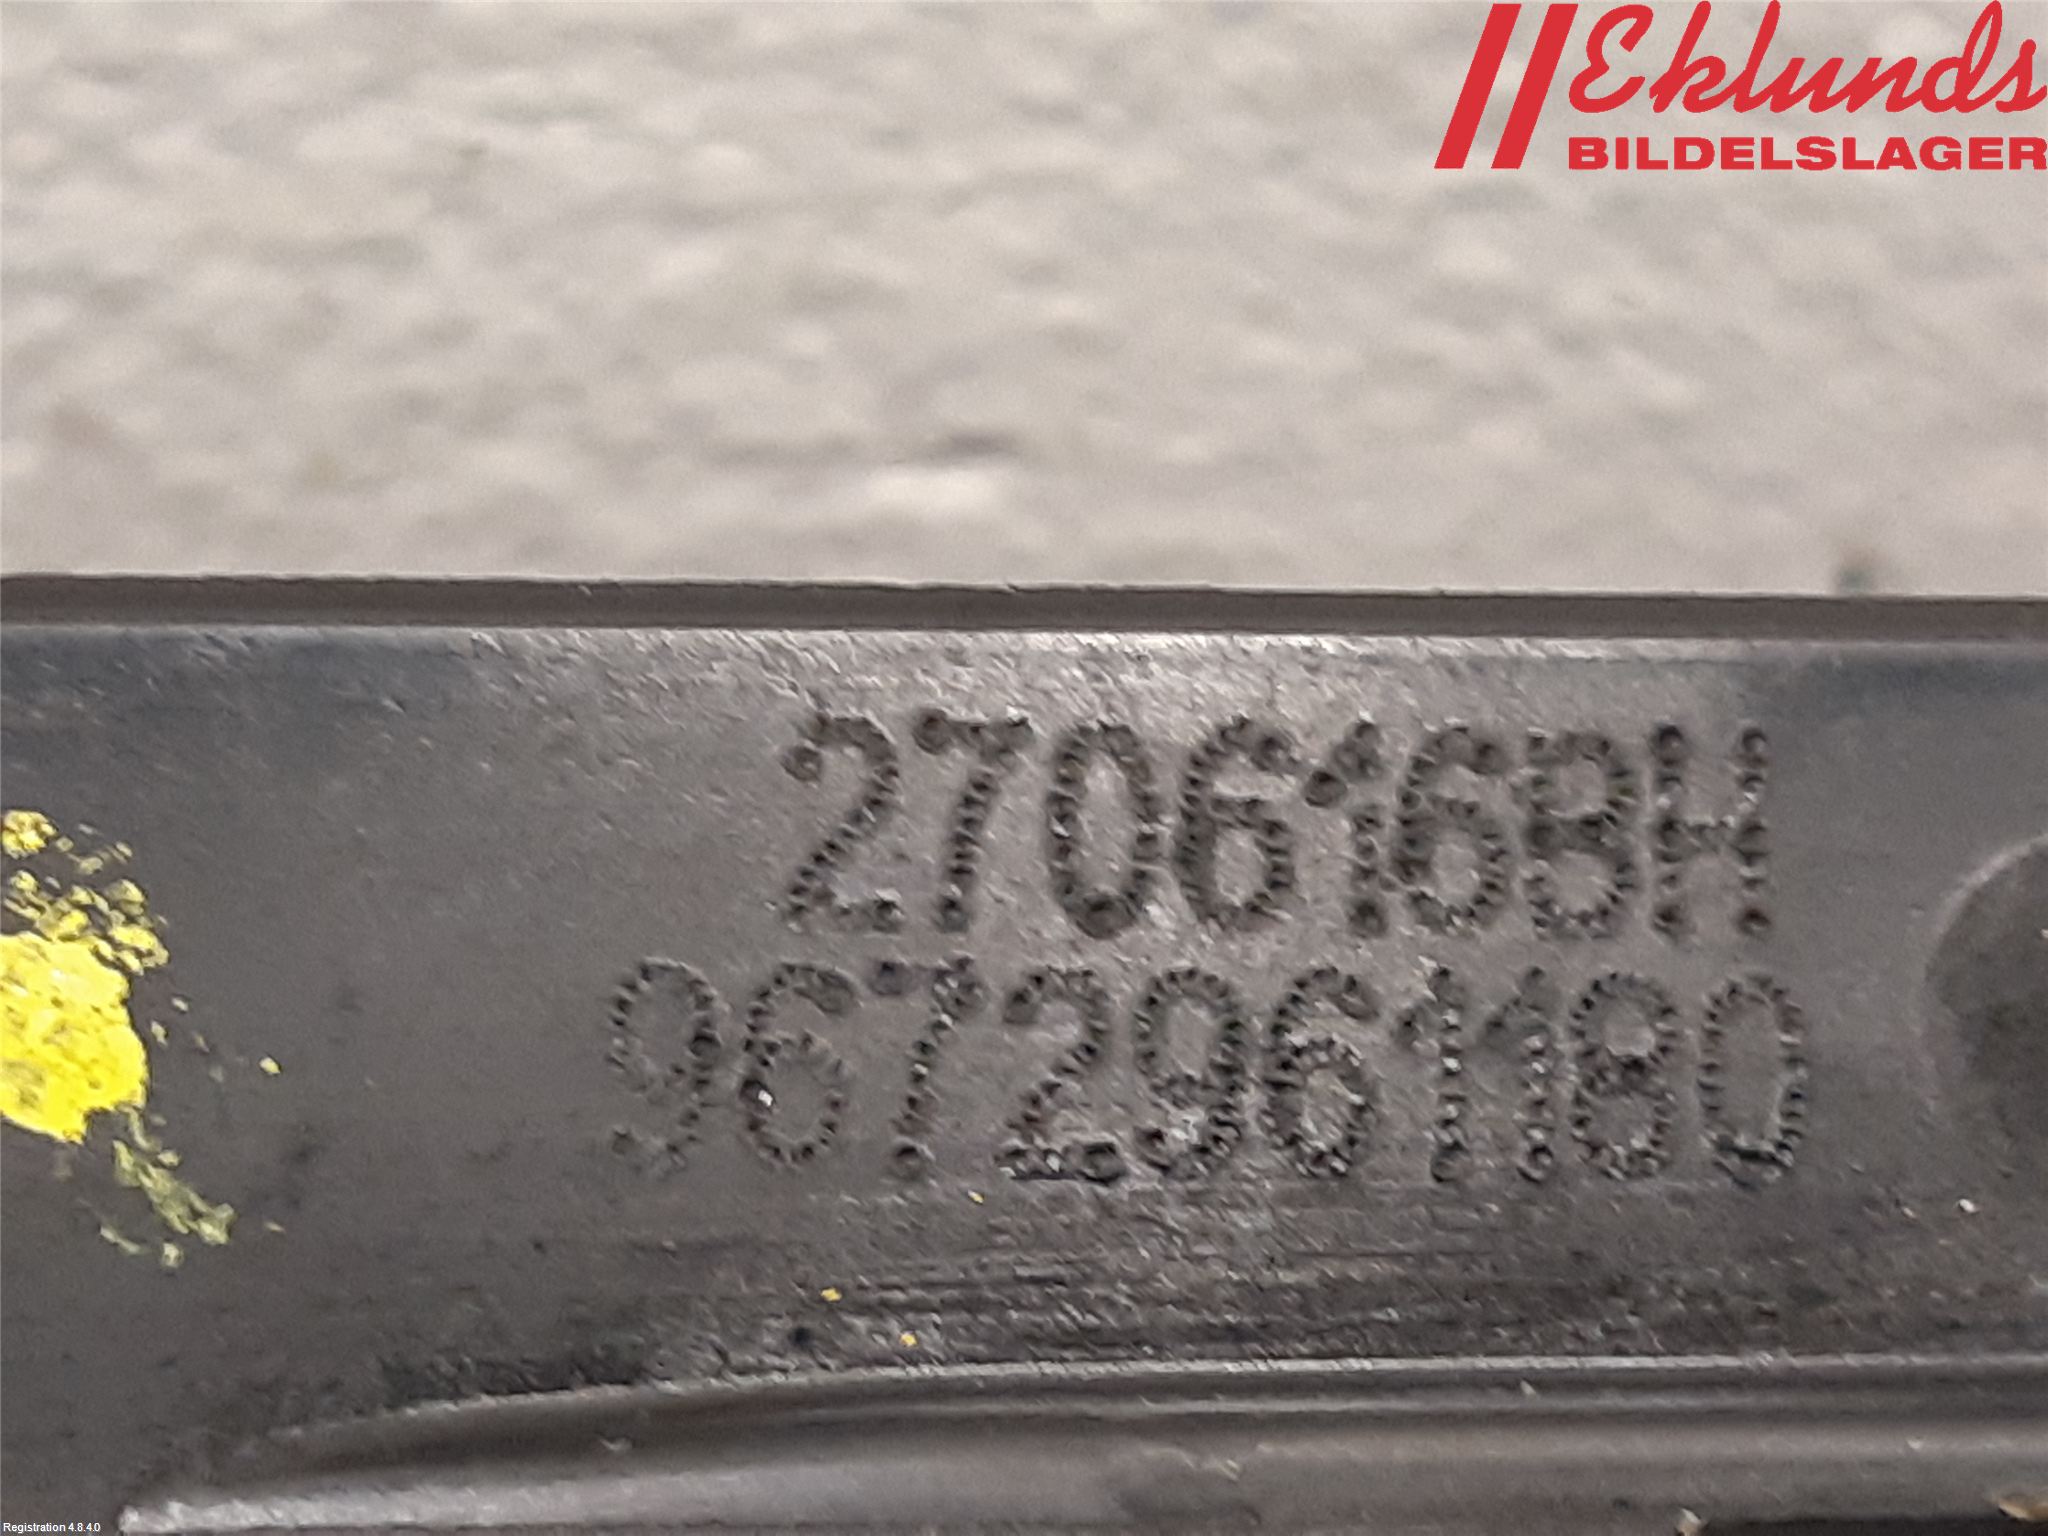 Eklunds
BILDELSLAGER
270616BH
9672961180
Registration 4.8.4.0